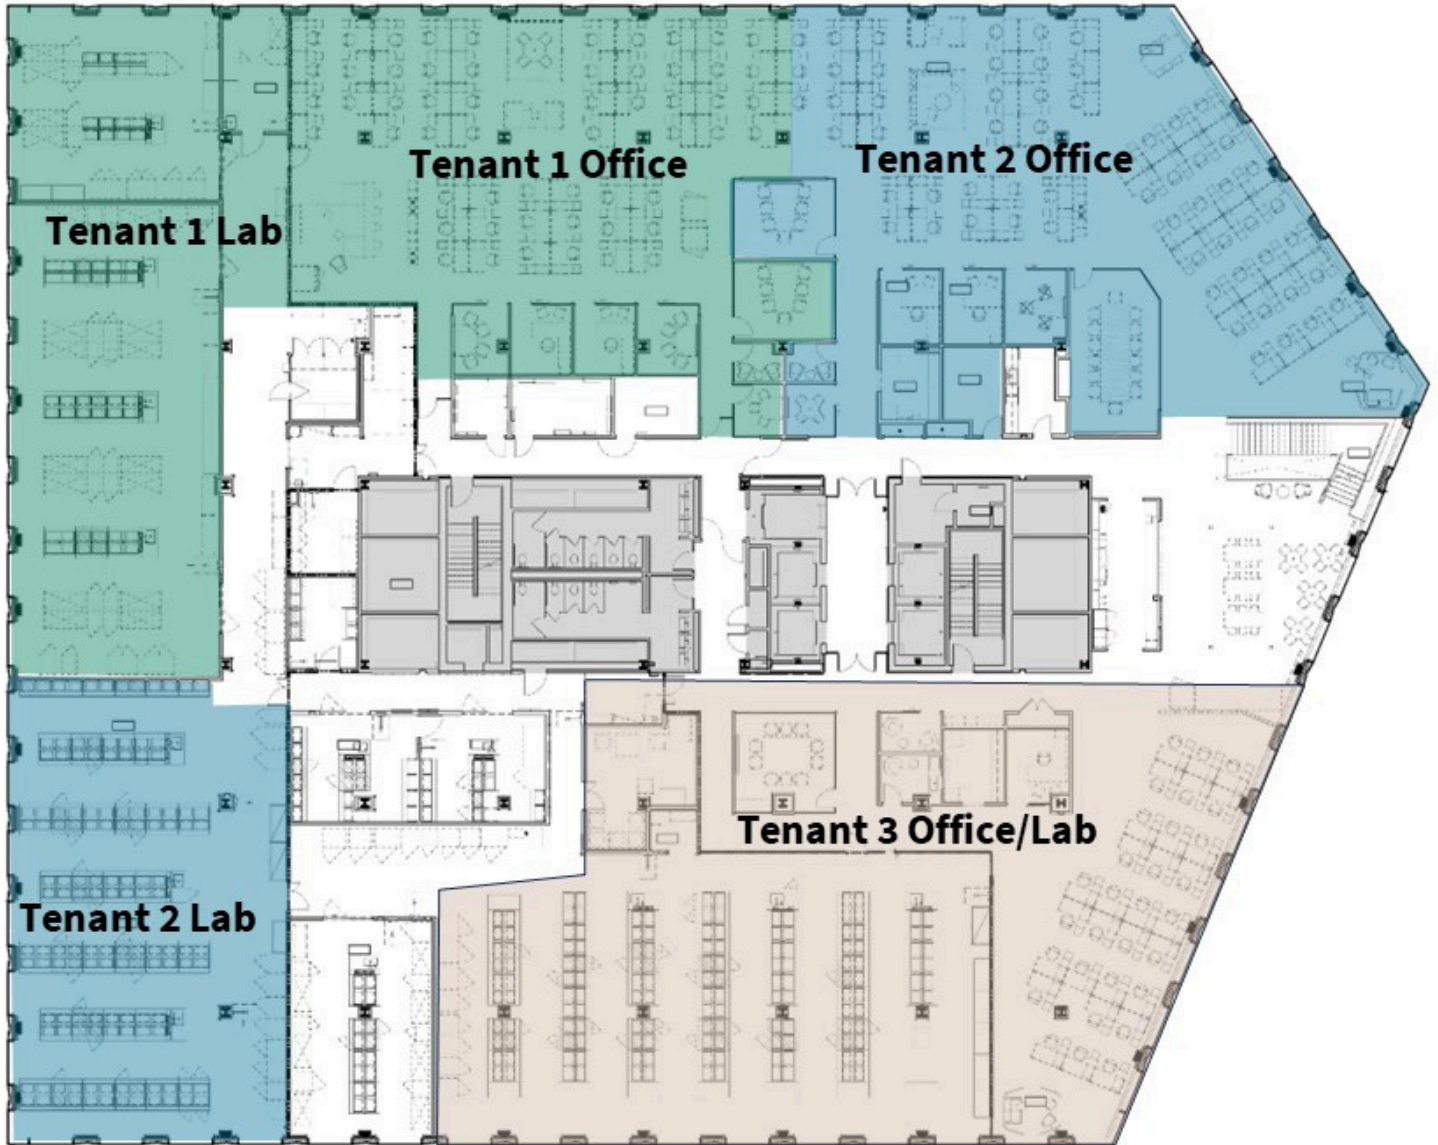 Tenant 1 Office
Tenant 2 Office
Tenant 1 Lab
Tenant 3 Office/Lab
Tenant 2 Lab